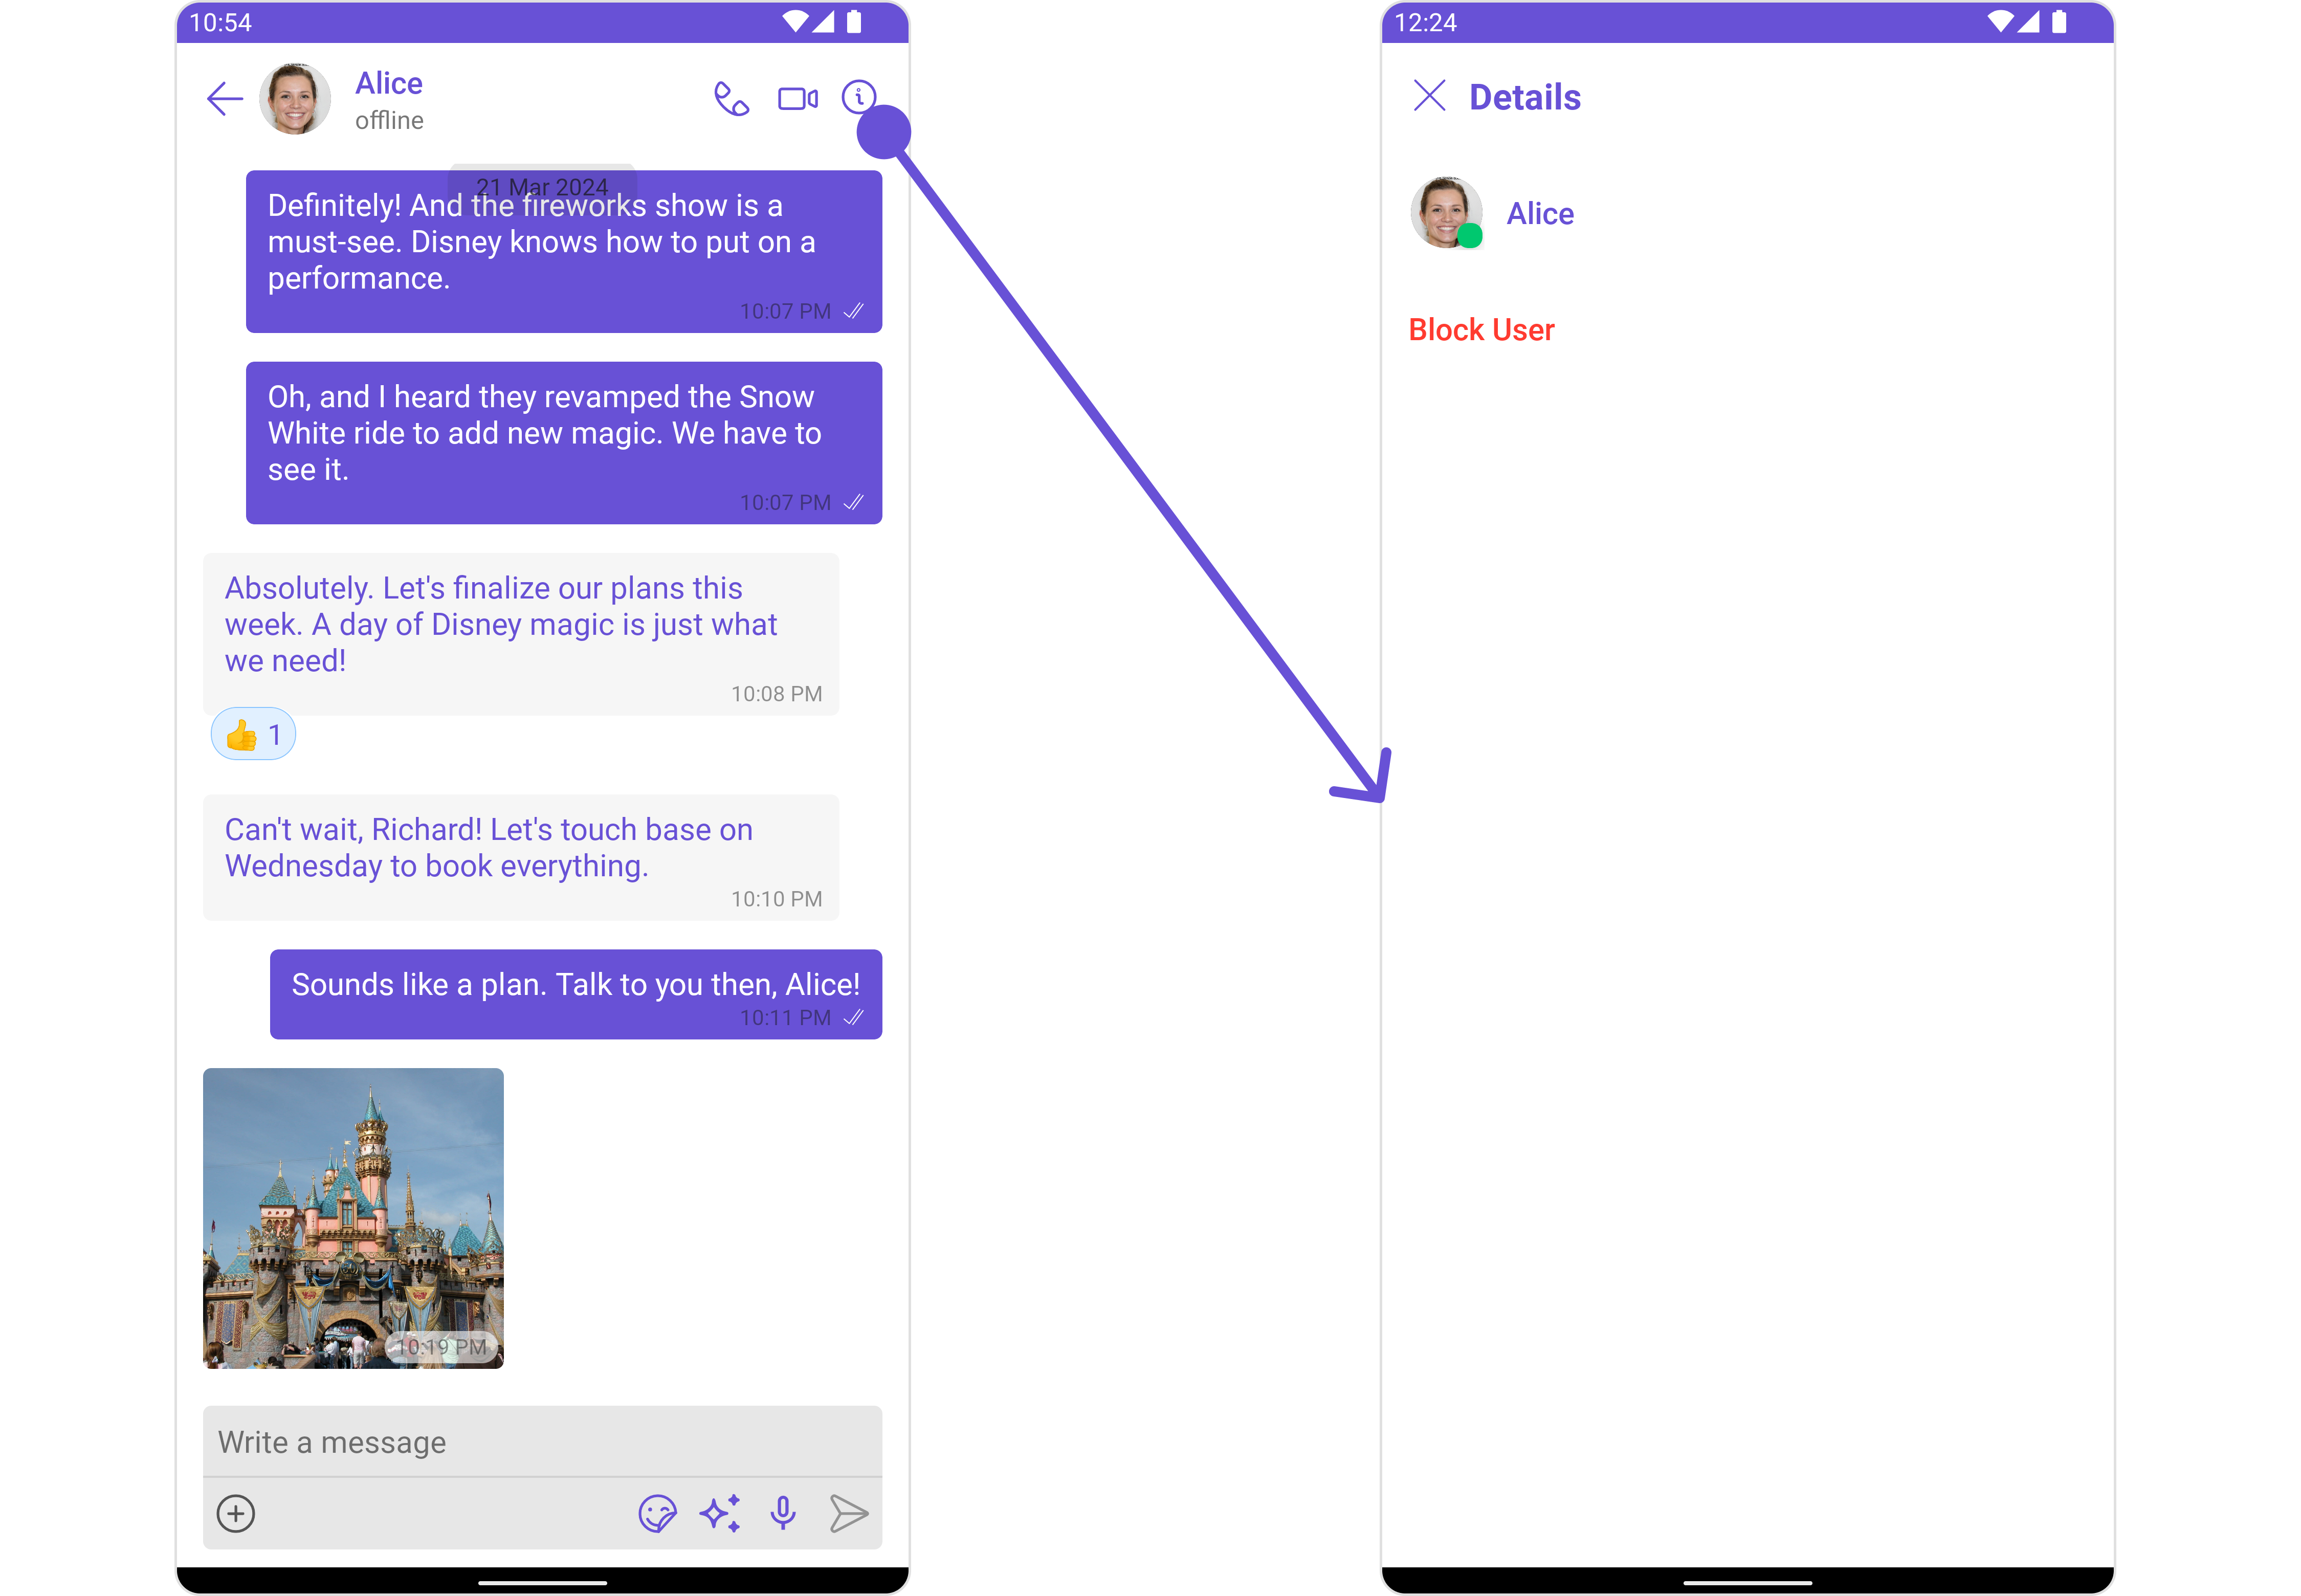 10:54
Alice
offline
21 Mar 2024
Definitely! And the fireworks show is a
must-see. Disney knows how to put on a
performance.
10:07 PM
Oh, and I heard they revamped the Snow
White ride to add new magic. We have to
see it.
10:07 PM
Absolutely. Let's finalize our plans this
week. A day of Disney magic is just what
we need!
10:08 PM
👍 1
Can't wait, Richard! Let's touch base on
Wednesday to book everything.
10:10 PM
Sounds like a plan. Talk to you then, Alice!
10:11 PM
10:19 PM
Write a message
12:24
Details
Alice
Block User